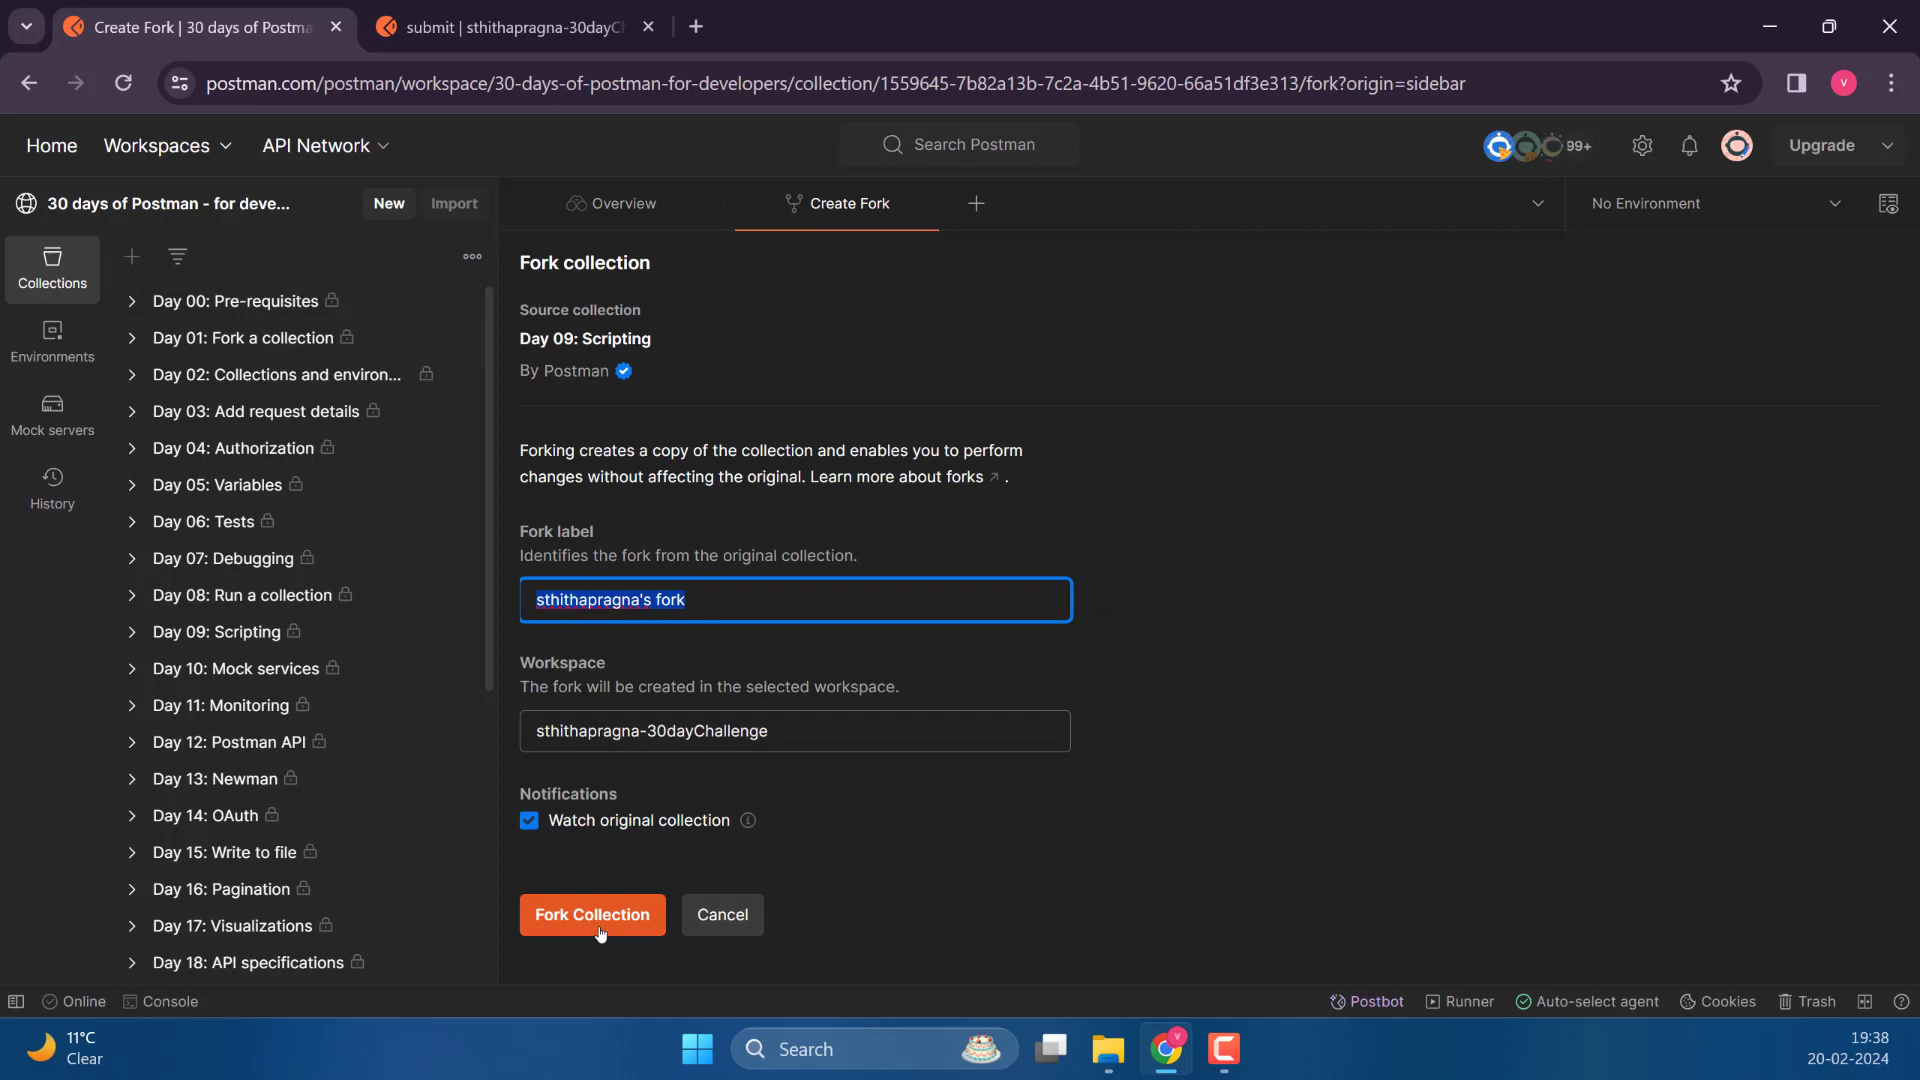 Create Fork | 30 days of Postma
submit | sthithapragna-30dayC
postman.com/postman/workspace/30-days-of-postman-for-developers/collection/1559645-7b82a13b-7c2a-4b51-9620-66a51df3e313/fork?origin=sidebar
V
Home
Workspaces
API Network
Search Postman
99+
Upgrade
30 days of Postman - for deve...
New
Import
Overview
Create Fork
No Environment
Collections
Environments
Mock servers
History
Day 00: Pre-requisites
Day 01: Fork a collection
Day 02: Collections and environ...
Day 03: Add request details
Day 04: Authorization
Day 05: Variables
Day 06: Tests
Day 07: Debugging
Day 08: Run a collection
Day 09: Scripting
Day 10: Mock services
Day 11: Monitoring
Day 12: Postman API
Day 13: Newman
Day 14: OAuth
Day 15: Write to file
Day 16: Pagination
Day 17: Visualizations
Day 18: API specifications
Fork collection
Source collection
Day 09: Scripting
By Postman
Forking creates a copy of the collection and enables you to perform
changes without affecting the original. Learn more about forks ↗ .
Fork label
Identifies the fork from the original collection.
sthithapragna's fork
Workspace
The fork will be created in the selected workspace.
sthithapragna-30dayChallenge
Notifications
Watch original collection
Fork Collection
Cancel
Online
Console
Postbot
Runner
Auto-select agent
Cookies
Trash
11°C
Clear
Search
V
19:38
20-02-2024